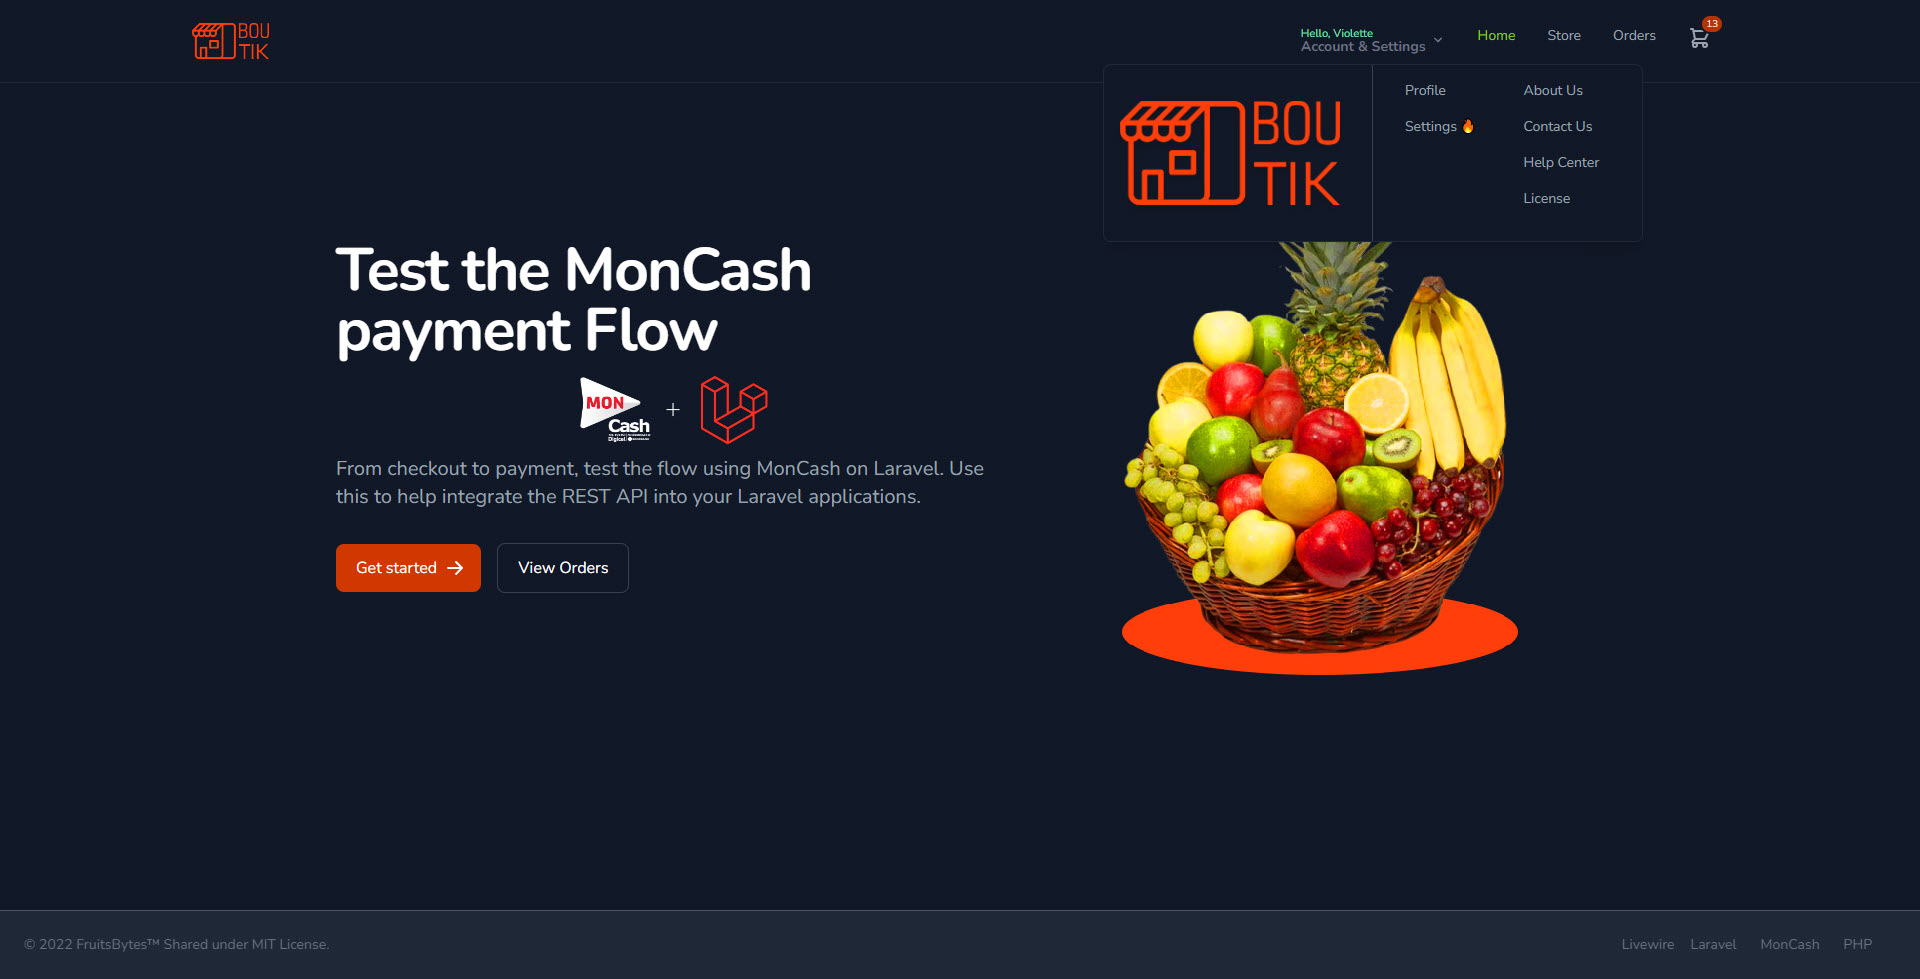 BOU
TIK
Hello, Violette
Account & Settings
Home
Store
Orders
13
BOU
TIK
Profile
Settings 🔥
About Us
Contact Us
Help Center
License
Test the MonCash
payment Flow
MON
Cash
Digicel
+
From checkout to payment, test the flow using MonCash on Laravel. Use
this to help integrate the REST API into your Laravel applications.
Get started →
View Orders
© 2022 FruitsBytes™ Shared under MIT License.
Livewire Laravel MonCash PHP